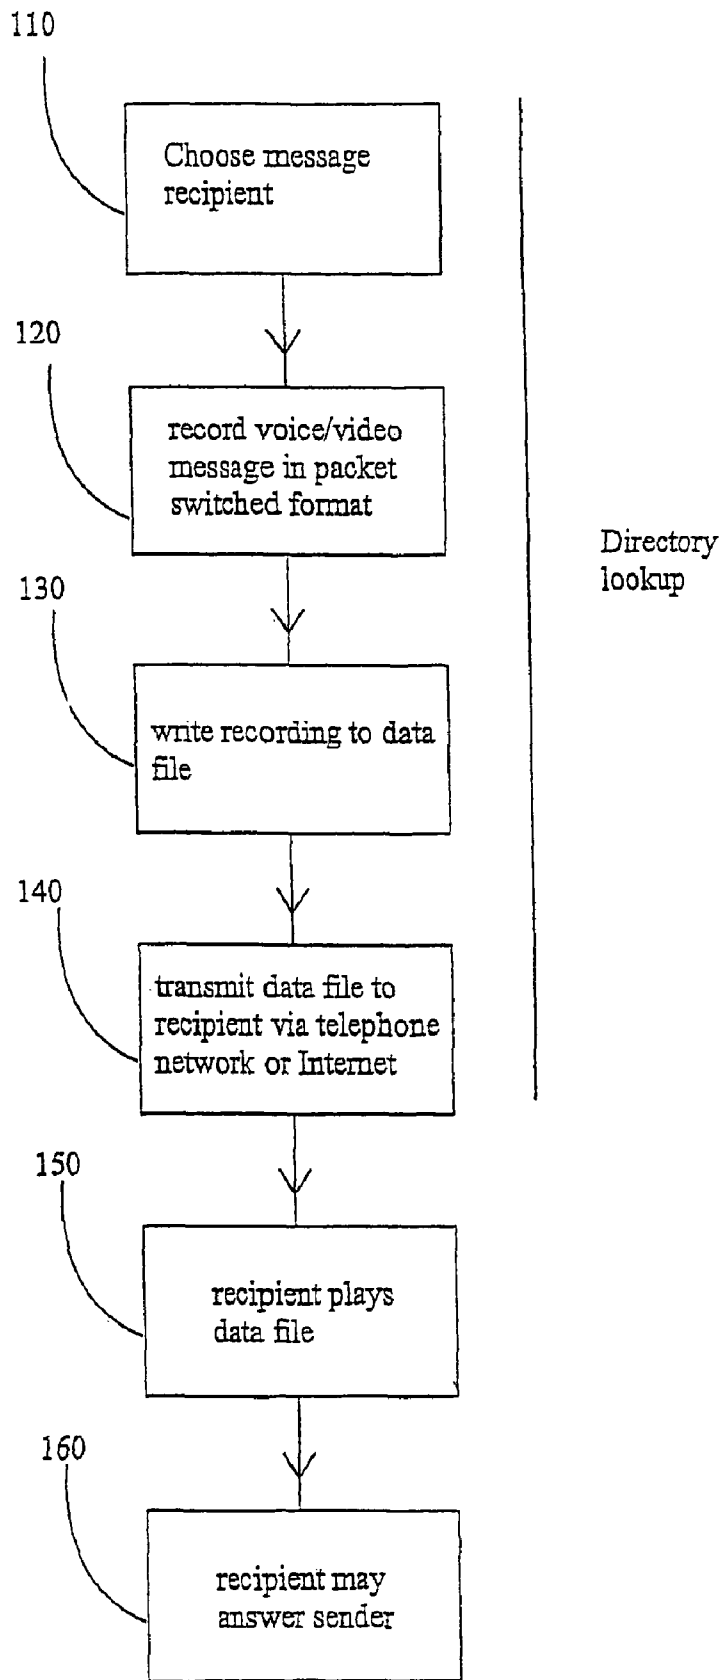 110
Choose message
recipient
120
record voice/video
message in packet
switched format
Directory
lookup
130
write recording to data
file
140
transmit data file to
recipient via telephone
network or Internet
150
recipient plays
data file
160
recipient may
answer sender